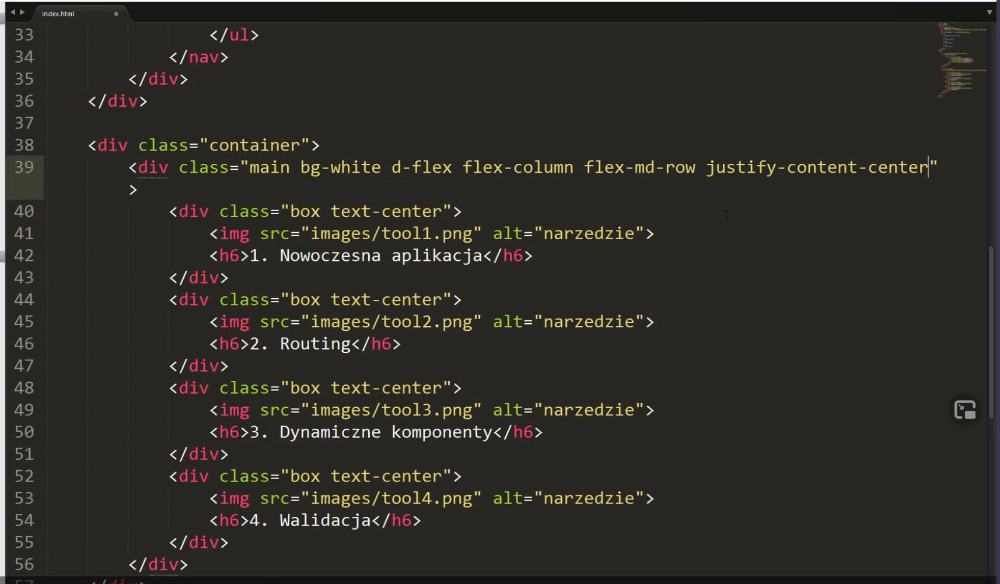 index.html
33 </ul>
34 </nav>
35 </div>
36 </div>
37
38 <div class="container">
39 <div class="main bg-white d-flex flex-column flex-md-row justify-content-center"
>
40 <div class="box text-center">
41 <img src="images/tool1.png" alt="narzedzie">
42 <h6>1. Nowoczesna aplikacja</h6>
43 </div>
44 <div class="box text-center">
45 <img src="images/tool2.png" alt="narzedzie">
46 <h6>2. Routing</h6>
47 </div>
48 <div class="box text-center">
49 <img src="images/tool3.png" alt="narzedzie">
50 <h6>3. Dynamiczne komponenty</h6>
51 </div>
52 <div class="box text-center">
53 <img src="images/tool4.png" alt="narzedzie">
54 <h6>4. Walidacja</h6>
55 </div>
56 </div>
57 </div>